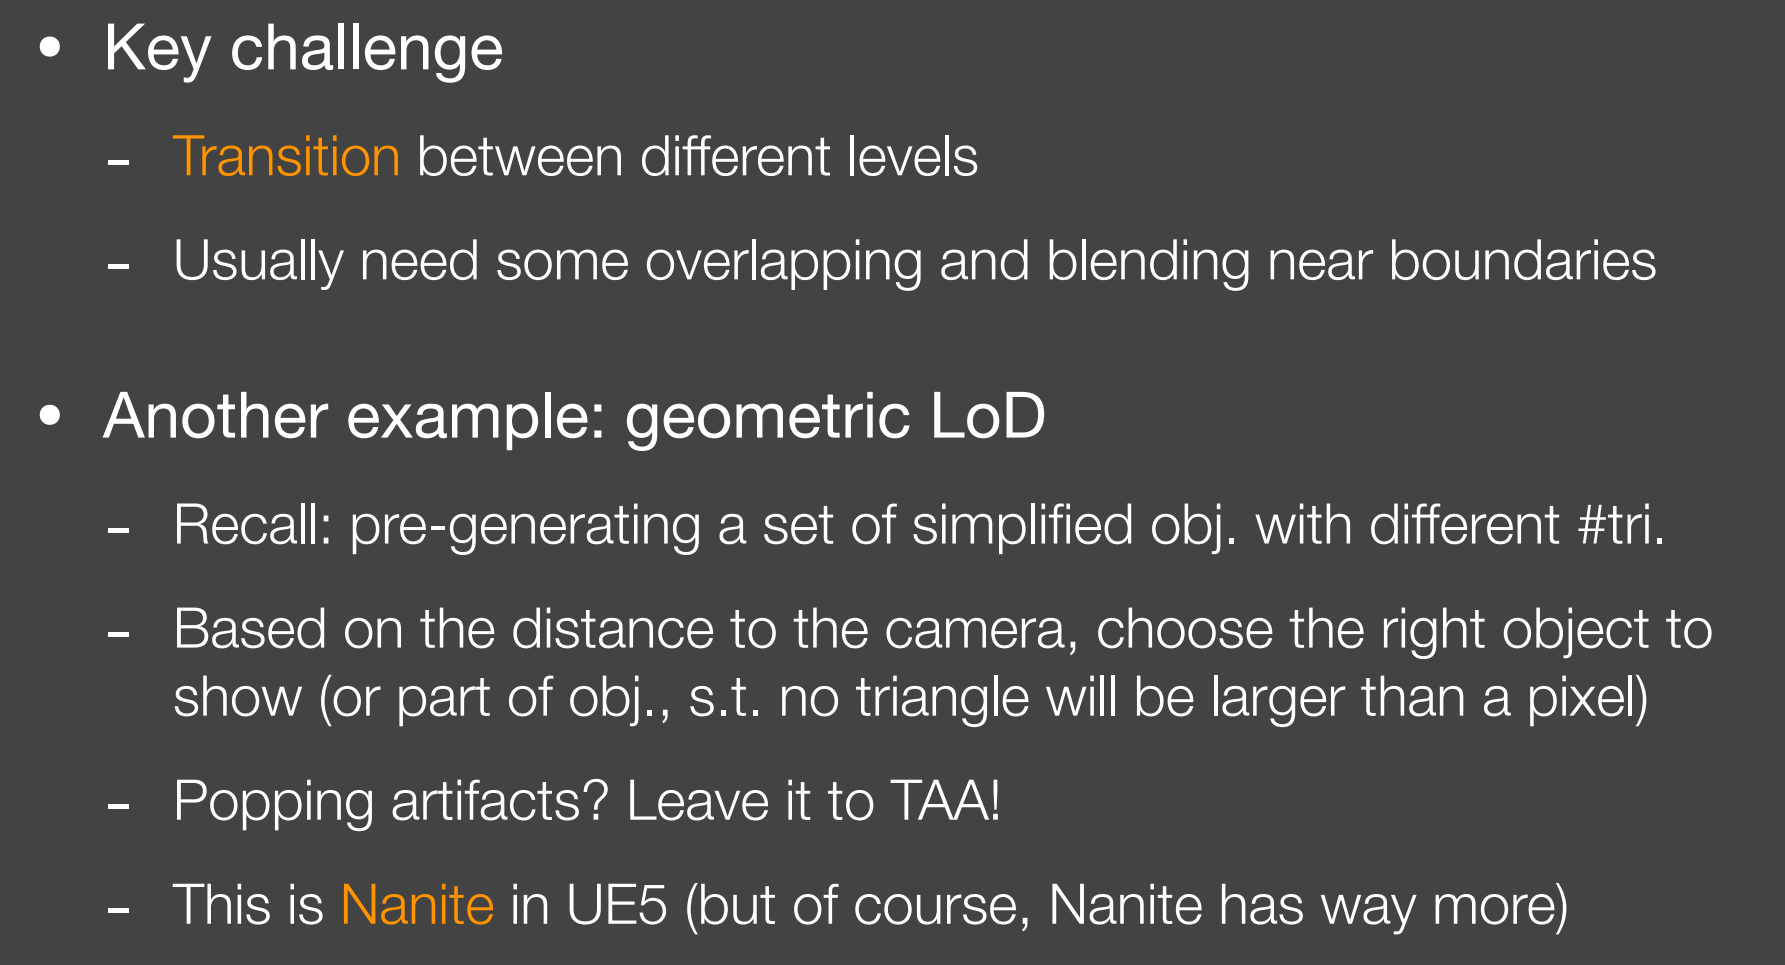 • Key challenge
- Transition between different levels
- Usually need some overlapping and blending near boundaries
• Another example: geometric LoD
- Recall: pre-generating a set of simplified obj. with different #tri.
- Based on the distance to the camera, choose the right object to
show (or part of obj., s.t. no triangle will be larger than a pixel)
- Popping artifacts? Leave it to TAA!
- This is Nanite in UE5 (but of course, Nanite has way more)